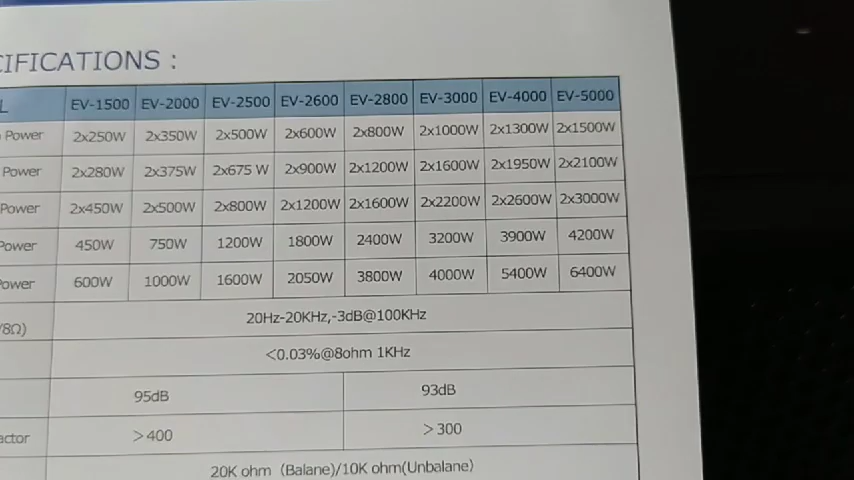 CIFICATIONS :
L EV-1500 EV-2000 EV-2500 EV-2600 EV-2800 EV-3000 EV-4000 EV-5000
Power 2x250W 2x350W 2x500W 2x600W 2x800W 2x1000W 2x1300W 2x1500W
Power 2x280W 2x375W 2x675 W 2x900W 2x1200W 2x1600W 2x1950W 2x2100W
Power 2x450W 2x500W 2x800W 2x1200W 2x1600W 2x2200W 2x2600W 2x3000W
Power 450W 750W 1200W 1800W 2400W 3200W 3900W 4200W
Power 600W 1000W 1600W 2050W 3800W 4000W 5400W 6400W
/8Ω) 20Hz-20KHz,-3dB@100KHz
<0.03%@8ohm 1KHz
95dB 93dB
actor >400 >300
20K ohm (Balane)/10K ohm(Unbalane)